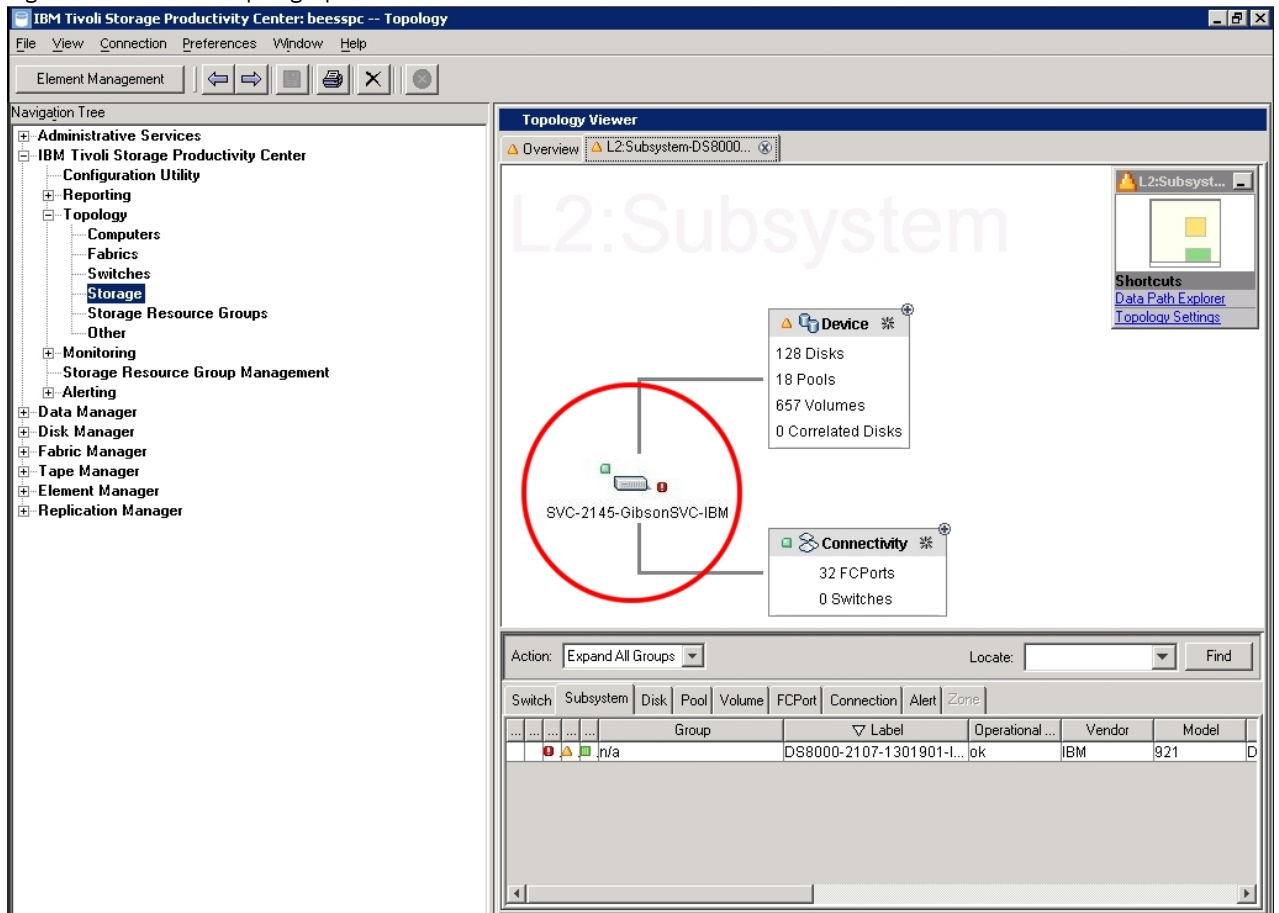 IBM Tivoli Storage Productivity Center: beesspc -- Topology
File View Connection Preferences Window Help
Element Management
Navigation Tree
Administrative Services
IBM Tivoli Storage Productivity Center
Configuration Utility
Reporting
Topology
Computers
Fabrics
Switches
Storage
Storage Resource Groups
Other
Monitoring
Storage Resource Group Management
Alerting
Data Manager
Disk Manager
Fabric Manager
Tape Manager
Element Manager
Replication Manager
Topology Viewer
Overview L2:Subsystem-DS8000...
L2:Subsystem
L2:Subsyst...
Shortcuts
Data Path Explorer
Topology Settings
Device
128 Disks
18 Pools
657 Volumes
0 Correlated Disks
SVC-2145-GibsonSVC-IBM
Connectivity
32 FCPorts
0 Switches
Action: Expand All Groups Locate: Find
Switch Subsystem Disk Pool Volume FCPort Connection Alert Zone
... ... ... ... ... Group Label Operational ... Vendor Model
n/a DS8000-2107-1301901-I... ok IBM 921 D